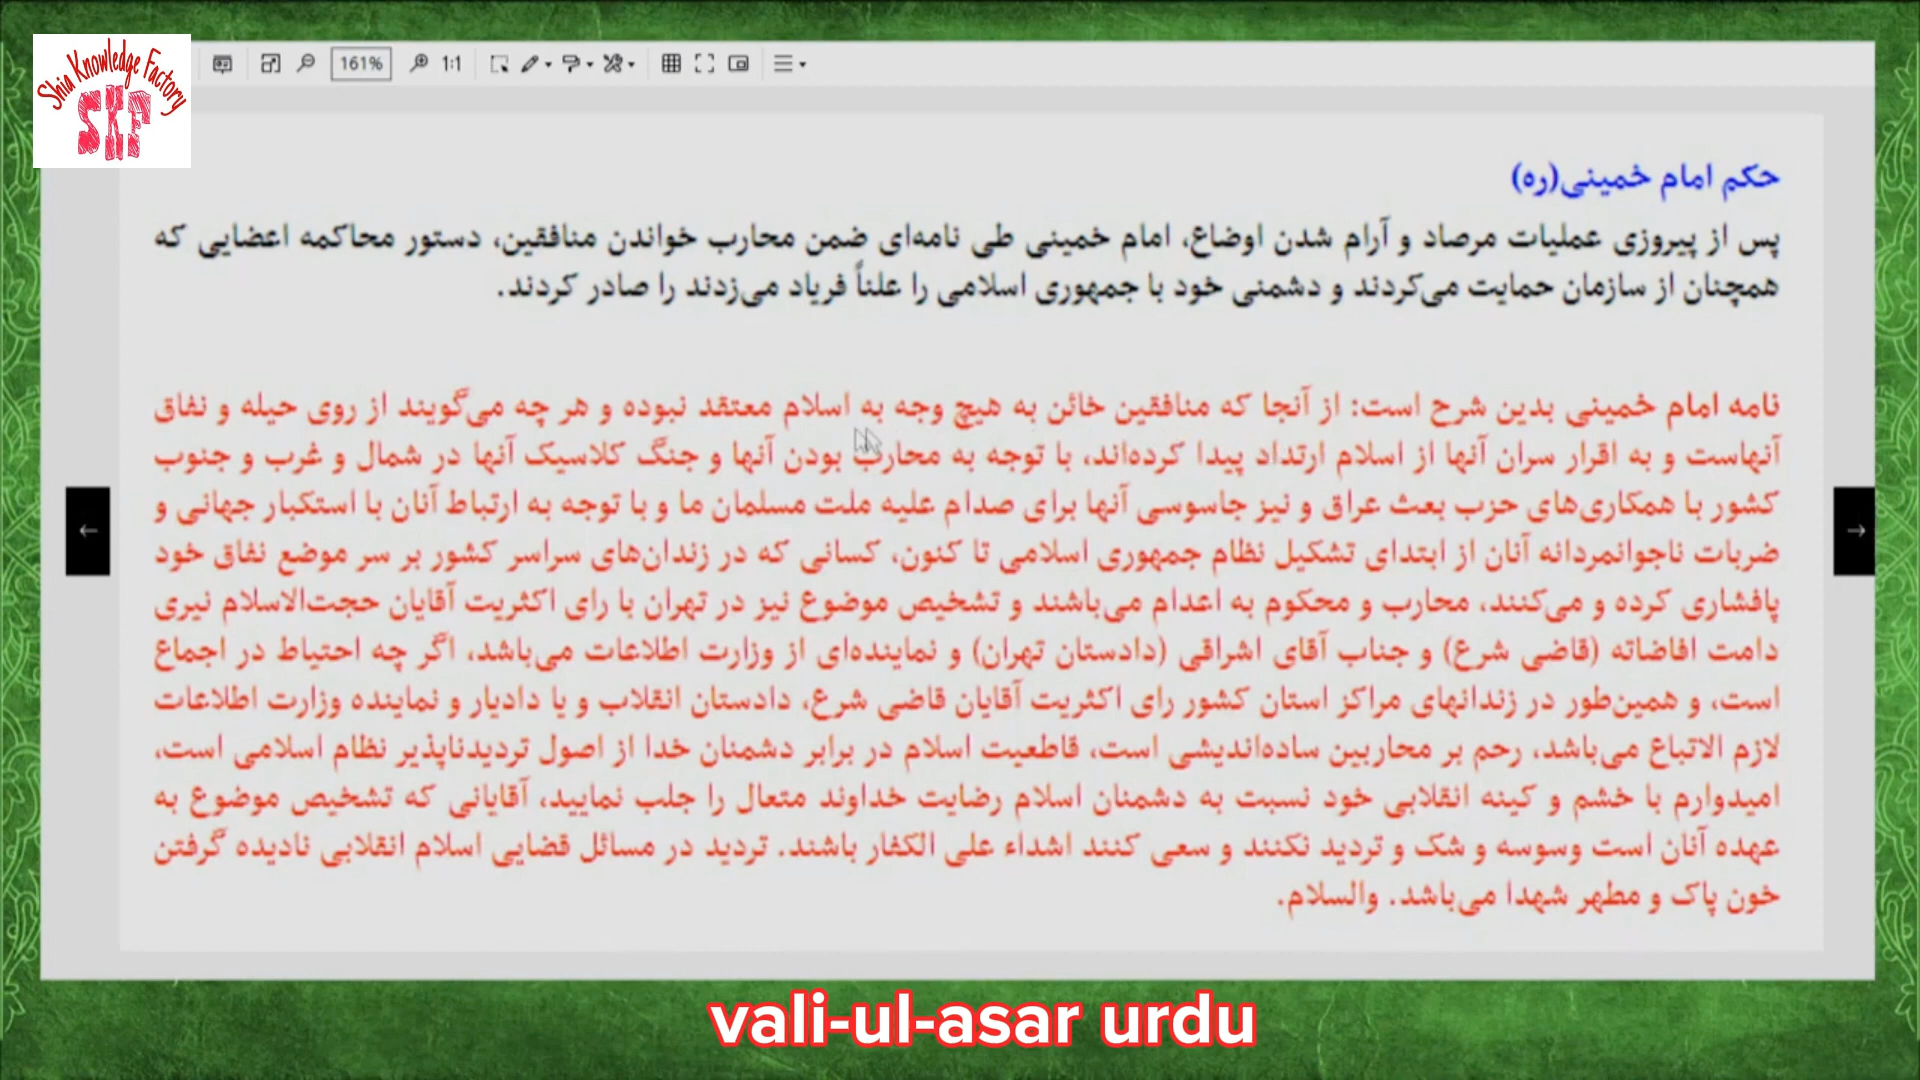 Shia Knowledge Factory
SKF
161%
1:1
حکم امام خمینی(ره)
پس از پیروزی عملیات مرصاد و آرام شدن اوضاع، امام خمینی طی نامه‌ای ضمن محارب خواندن منافقین، دستور محاکمه اعضایی که
همچنان از سازمان حمایت می‌کردند و دشمنی خود با جمهوری اسلامی را علناً فریاد می‌زدند را صادر کردند.
نامه امام خمینی بدین شرح است: از آنجا که منافقین خائن به هیچ وجه به اسلام معتقد نبوده و هر چه می‌گویند از روی حیله و نفاق
آنهاست و به اقرار سران آنها از اسلام ارتداد پیدا کرده‌اند، با توجه به محارب بودن آنها و جنگ کلاسیک آنها در شمال و غرب و جنوب
کشور با همکاری‌های حزب بعث عراق و نیز جاسوسی آنها برای صدام علیه ملت مسلمان ما و با توجه به ارتباط آنان با استکبار جهانی و
ضربات ناجوانمردانه آنان از ابتدای تشکیل نظام جمهوری اسلامی تا کنون، کسانی که در زندان‌های سراسر کشور بر سر موضع نفاق خود
پافشاری کرده و می‌کنند، محارب و محکوم به اعدام می‌باشند و تشخیص موضوع نیز در تهران با رای اکثریت آقایان حجت‌الاسلام نیری
دامت افاضاته (قاضی شرع) و جناب آقای اشراقی (دادستان تهران) و نماینده‌ای از وزارت اطلاعات می‌باشد، اگر چه احتیاط در اجماع
است، و همین‌طور در زندانهای مراکز استان کشور رای اکثریت آقایان قاضی شرع، دادستان انقلاب و یا دادیار و نماینده وزارت اطلاعات
لازم الاتباع می‌باشد، رحم بر محاربین ساده‌اندیشی است، قاطعیت اسلام در برابر دشمنان خدا از اصول تردیدناپذیر نظام اسلامی است،
امیدوارم با خشم و کینه انقلابی خود نسبت به دشمنان اسلام رضایت خداوند متعال را جلب نمایید، آقایانی که تشخیص موضوع به
عهده آنان است وسوسه و شک و تردید نکنند و سعی کنند اشداء علی الکفار باشند. تردید در مسائل قضایی اسلام انقلابی نادیده گرفتن
خون پاک و مطهر شهدا می‌باشد. والسلام.
vali-ul-asar urdu